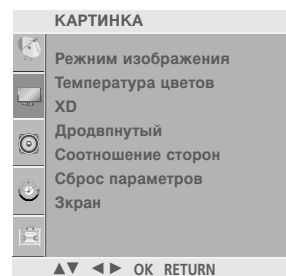 КАРТИНКА
Режим изображения
Температура цветов
XD
Дродвпнутый
Соотношение сторон
Сброс параметров
Зкран
▲▼ ◄► OK RETURN